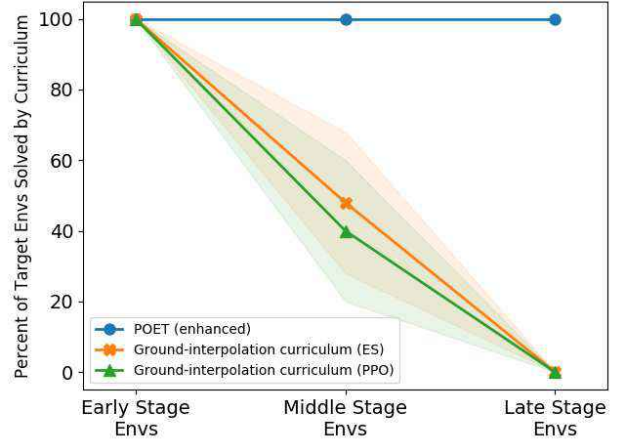 Percent of Target Envs Solved by Curriculum
100
80
60
40
20
0
POET (enhanced)
Ground-interpolation curriculum (ES)
Ground-interpolation curriculum (PPO)
Early Stage
Envs
Middle Stage
Envs
Late Stage
Envs